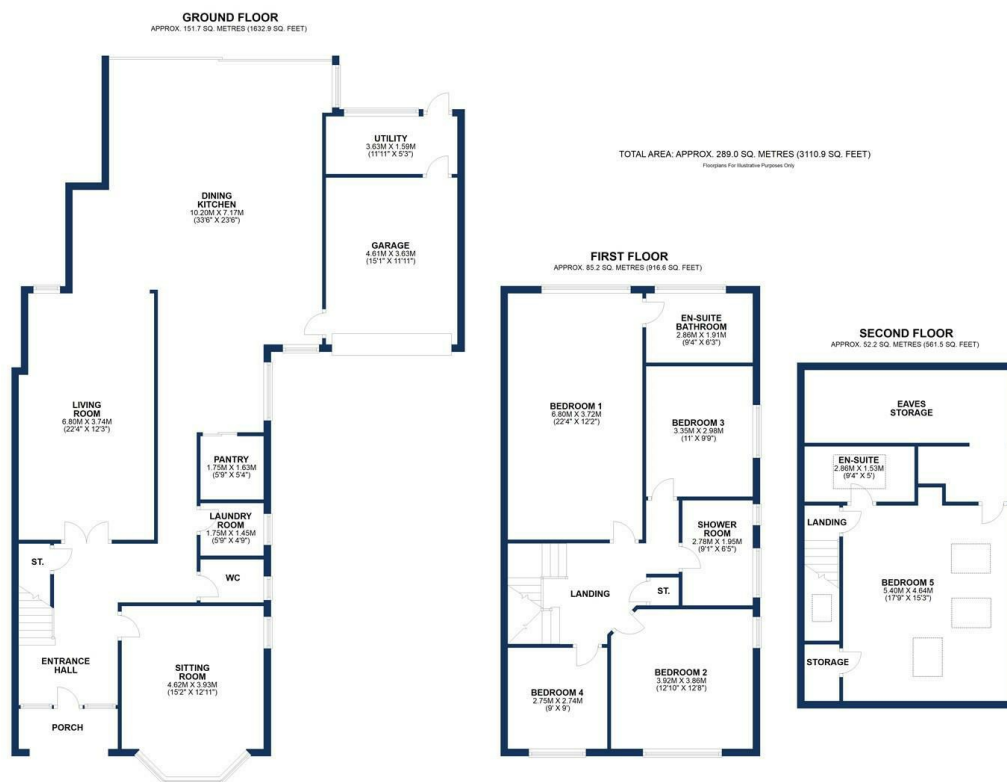 GROUND FLOOR
APPROX. 151.7 SQ. METRES (1632.9 SQ. FEET)
UTILITY
3.63M X 1.59M
(11'11" X 5'3")
DINING
KITCHEN
10.20M X 7.17M
(33'6" X 23'6")
GARAGE
4.61M X 3.63M
(15'1" X 11'11")
LIVING
ROOM
6.80M X 3.74M
(22'4" X 12'3")
PANTRY
1.75M X 1.63M
(5'9" X 5'4")
LAUNDRY
ROOM
1.75M X 1.45M
(5'9" X 4'9")
ST.
WC
ENTRANCE
HALL
SITTING
ROOM
4.62M X 3.93M
(15'2" X 12'11")
PORCH
TOTAL AREA: APPROX. 289.0 SQ. METRES (3110.9 SQ. FEET)
Floorplans For Illustrative Purposes Only
FIRST FLOOR
APPROX. 85.2 SQ. METRES (916.6 SQ. FEET)
EN-SUITE
BATHROOM
2.86M X 1.91M
(9'4" X 6'3")
BEDROOM 1
6.80M X 3.72M
(22'4" X 12'2")
BEDROOM 3
3.35M X 2.98M
(11' X 9'9")
SHOWER
ROOM
2.78M X 1.95M
(9'1" X 6'5")
LANDING
ST.
BEDROOM 4
2.75M X 2.74M
(9' X 9')
BEDROOM 2
3.92M X 3.86M
(12'10" X 12'8")
SECOND FLOOR
APPROX. 52.2 SQ. METRES (561.5 SQ. FEET)
EAVES
STORAGE
EN-SUITE
2.86M X 1.53M
(9'4" X 5')
LANDING
BEDROOM 5
5.40M X 4.64M
(17'9" X 15'3")
STORAGE